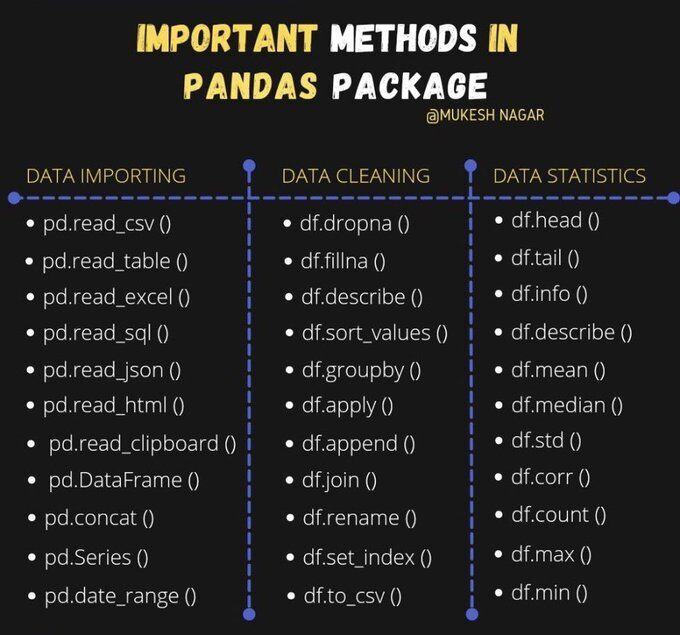 IMPORTANT METHODS IN
PANDAS PACKAGE
@MUKESH NAGAR
DATA IMPORTING
• pd.read_csv ()
• pd.read_table ()
• pd.read_excel ()
• pd.read_sql ()
• pd.read_json ()
• pd.read_html ()
• pd.read_clipboard ()
• pd.DataFrame ()
• pd.concat ()
• pd.Series ()
• pd.date_range ()
DATA CLEANING
• df.dropna ()
• df.fillna ()
• df.describe ()
• df.sort_values ()
• df.groupby ()
• df.apply ()
• df.append ()
• df.join ()
• df.rename ()
• df.set_index ()
• df.to_csv ()
DATA STATISTICS
• df.head ()
• df.tail ()
• df.info ()
• df.describe ()
• df.mean ()
• df.median ()
• df.std ()
• df.corr ()
• df.count ()
• df.max ()
• df.min ()